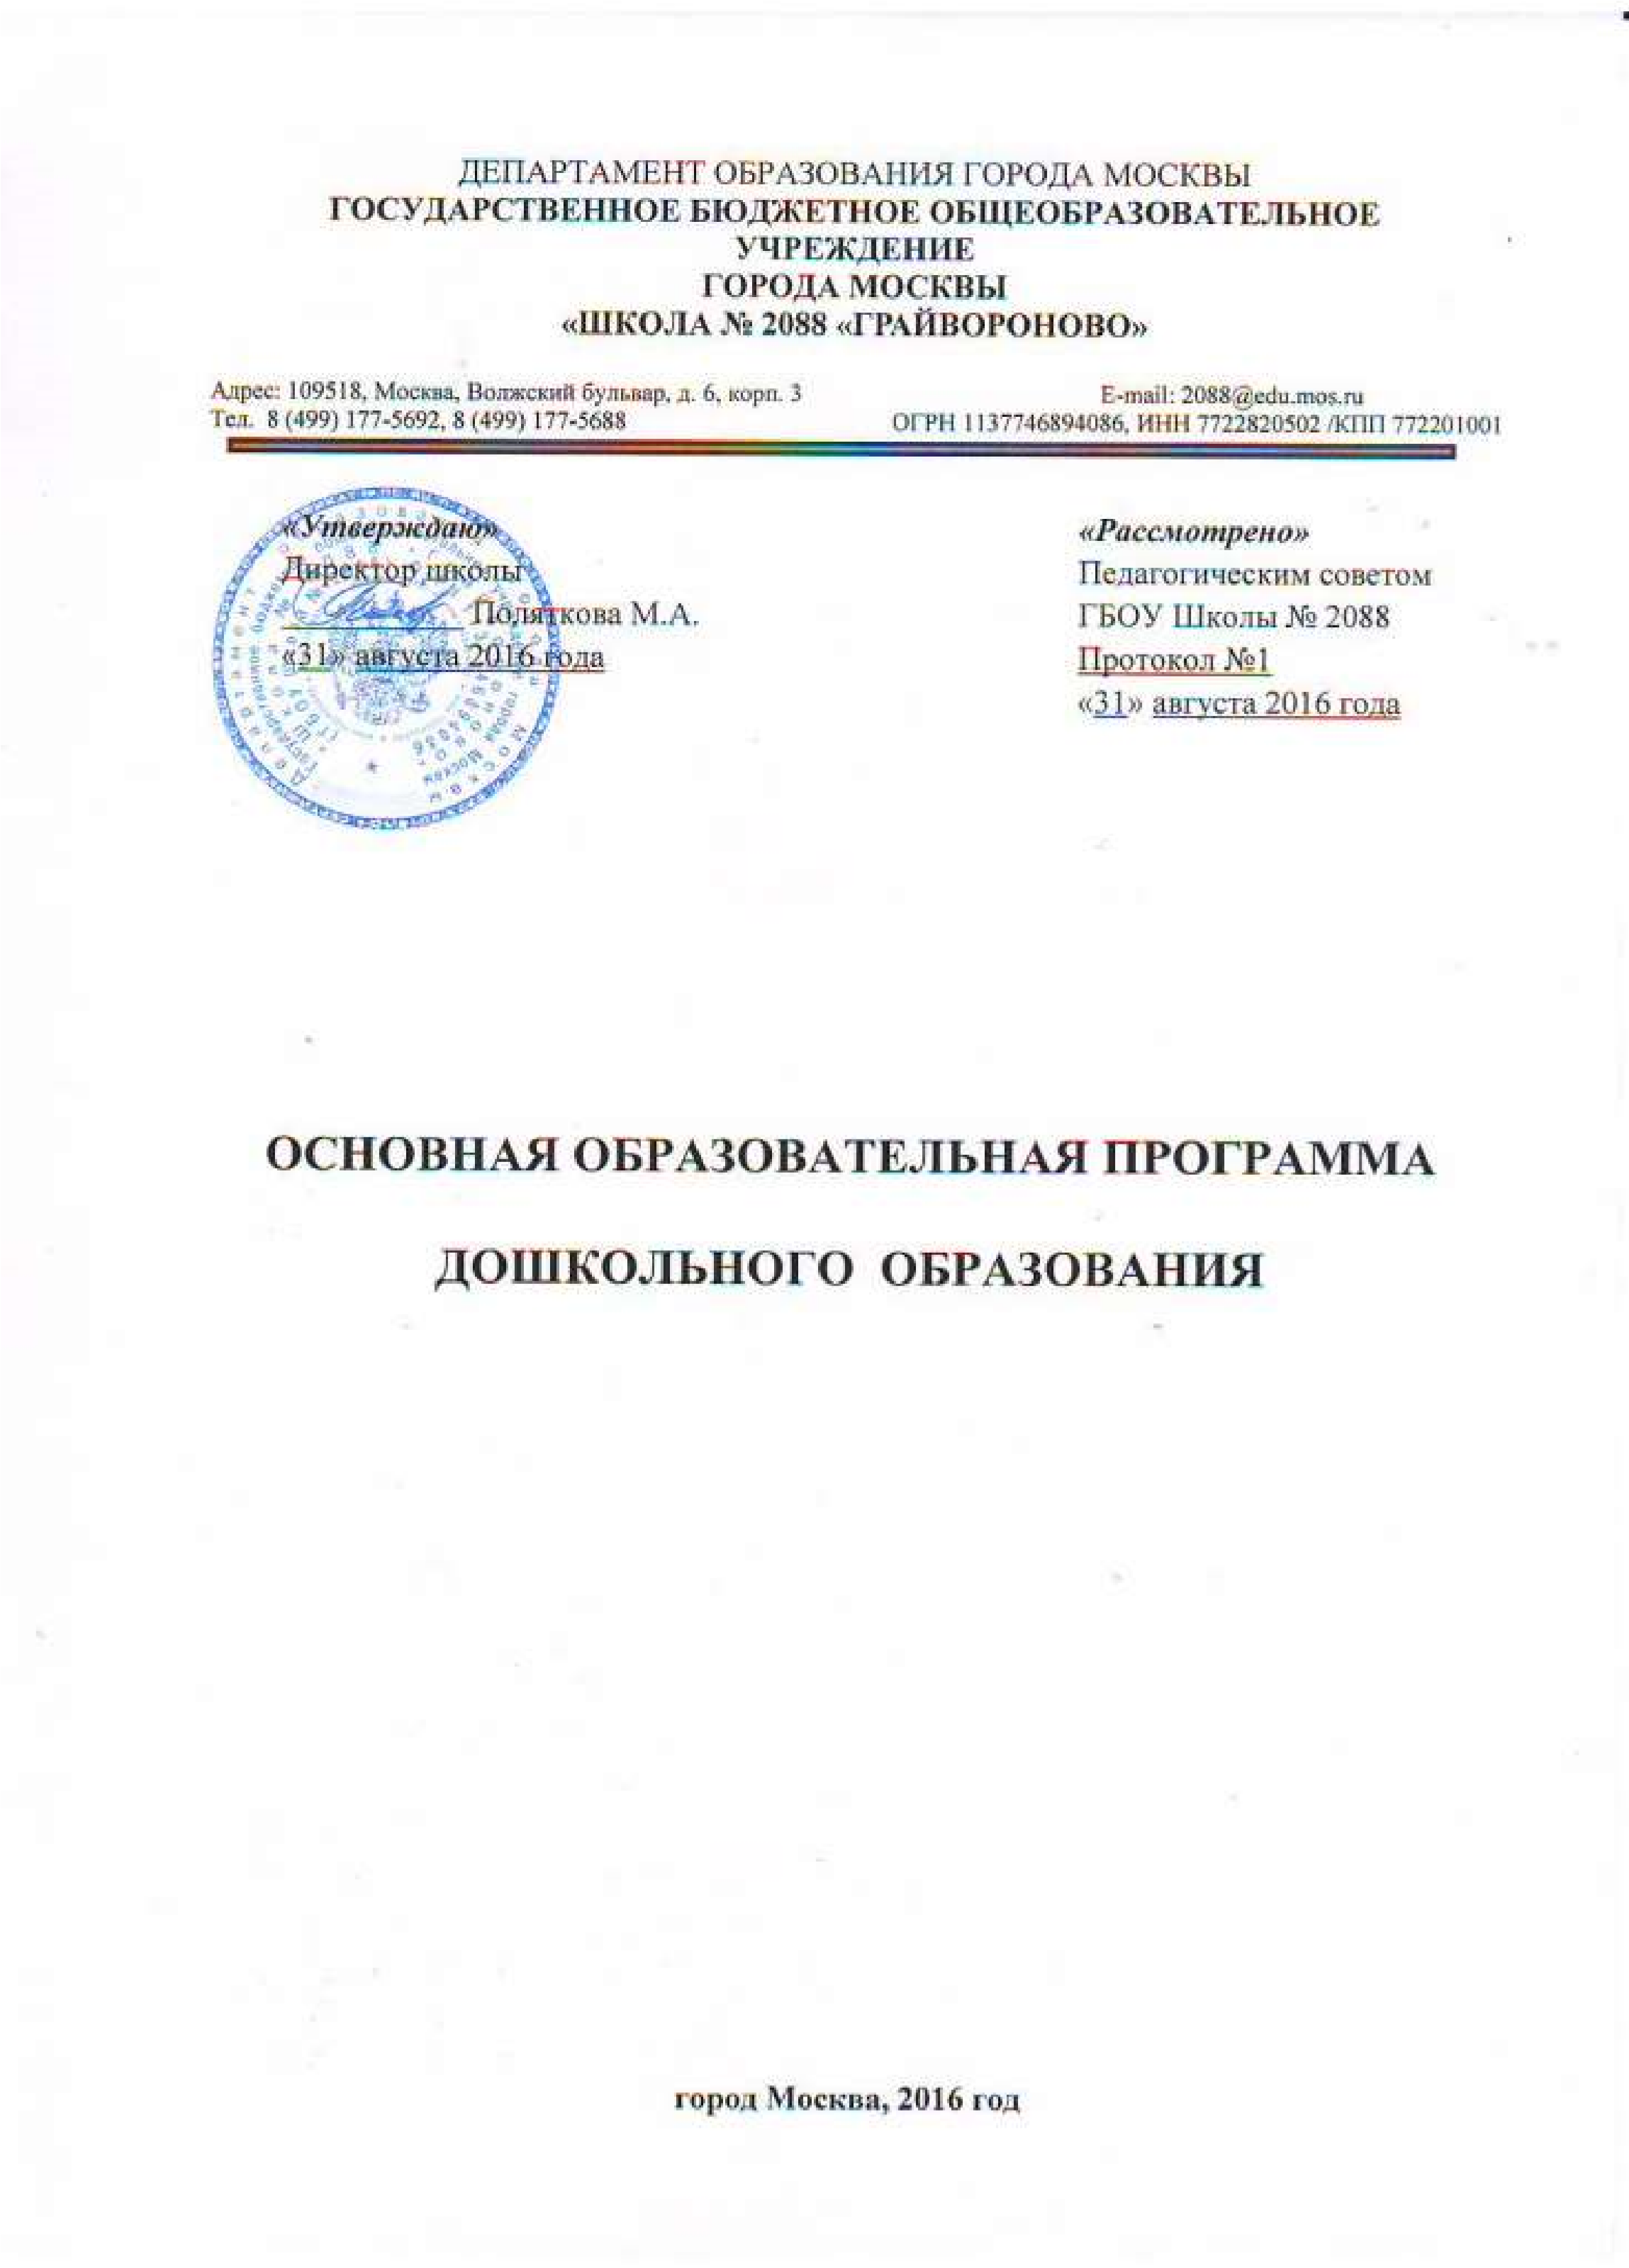 ДЕПАРТАМЕНТ ОБРАЗОВАНИЯ ГОРОДА МОСКВЫ
ГОСУДАРСТВЕННОЕ БЮДЖЕТНОЕ ОБЩЕОБРАЗОВАТЕЛЬНОЕ
УЧРЕЖДЕНИЕ
ГОРОДА МОСКВЫ
«ШКОЛА № 2088 «ГРАЙВОРОНОВО»
Адрес: 109518, Москва, Волжский бульвар, д. 6, корп. 3
Тел. 8 (499) 177-5692, 8 (499) 177-5688
E-mail: 2088@edu.mos.ru
ОГРН 1137746894086, ИНН 7722820502 /КПП 772201001
«Утверждаю»
Директор школы
Поляткова М.А.
«31» августа 2016 года
«Рассмотрено»
Педагогическим советом
ГБОУ Школы № 2088
Протокол №1
«31» августа 2016 года
ОСНОВНАЯ ОБРАЗОВАТЕЛЬНАЯ ПРОГРАММА
ДОШКОЛЬНОГО ОБРАЗОВАНИЯ
город Москва, 2016 год